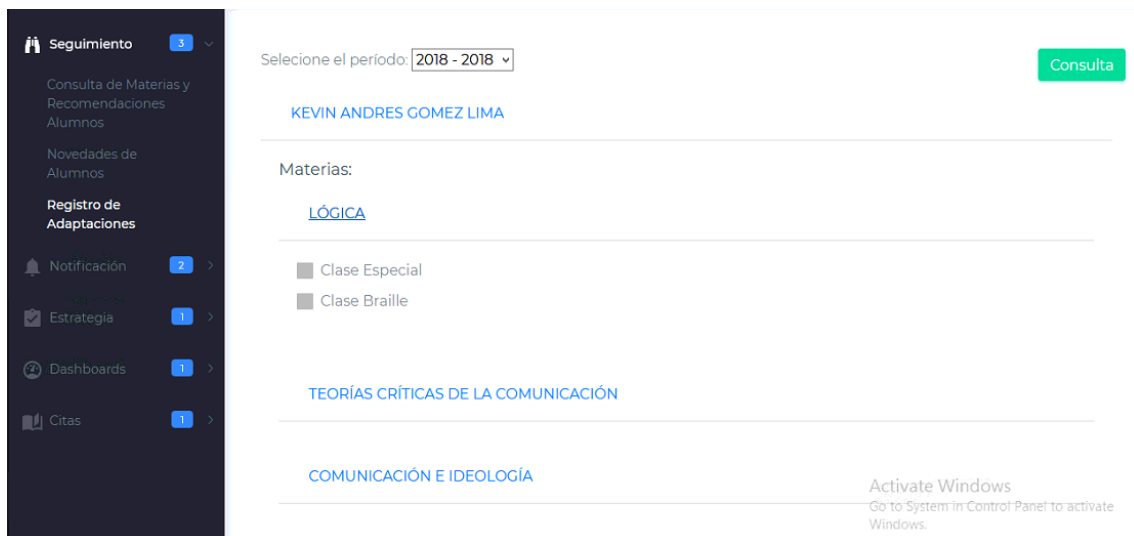 Seguimiento 3
Consulta de Materias y
Recomendaciones
Alumnos
Novedades de
Alumnos
Registro de
Adaptaciones
Notificación 2
Estrategia 1
Dashboards 1
Citas 1
Selecione el período: 2018 - 2018
Consulta
KEVIN ANDRES GOMEZ LIMA
Materias:
LÓGICA
Clase Especial
Clase Braille
TEORÍAS CRÍTICAS DE LA COMUNICACIÓN
COMUNICACIÓN E IDEOLOGÍA
Activate Windows
Go to System in Control Panel to activate
Windows.